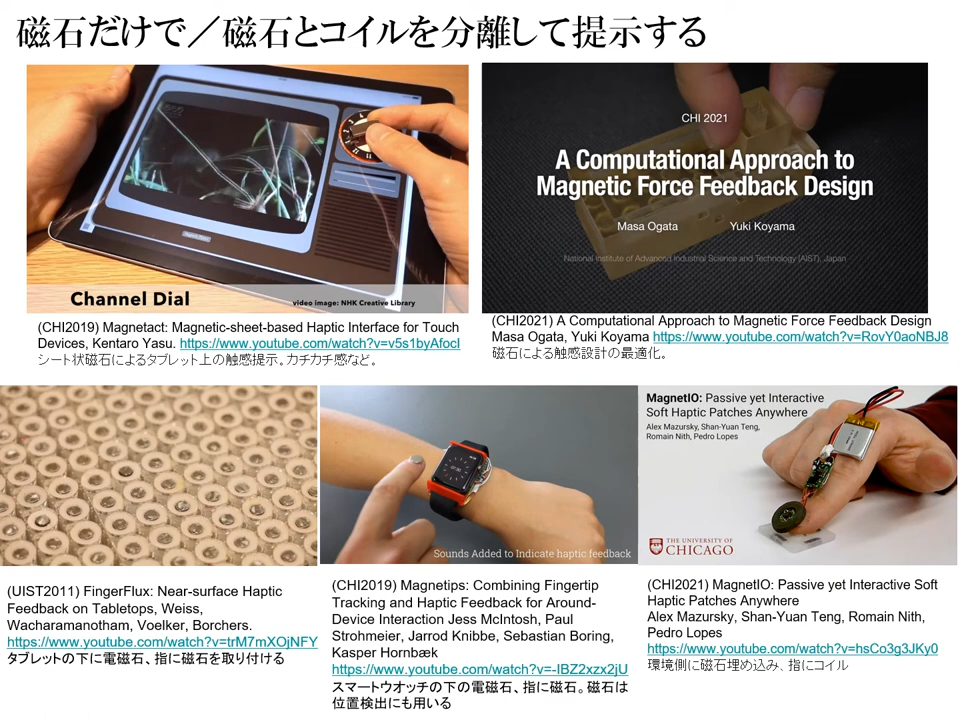 磁石だけで／磁石とコイルを分離して提示する
Channel Dial
video image: NHK Creative Library
(CHI2019) Magnetact: Magnetic-sheet-based Haptic Interface for Touch
Devices, Kentaro Yasu. https://www.youtube.com/watch?v=v5s1byAfocI
シート状磁石によるタブレット上の触感提示。カチカチ感など。
CHI 2021
A Computational Approach to
Magnetic Force Feedback Design
Masa Ogata Yuki Koyama
National Institute of Advanced Industrial Science and Technology (AIST), Japan
(CHI2021) A Computational Approach to Magnetic Force Feedback Design
Masa Ogata, Yuki Koyama https://www.youtube.com/watch?v=RovY0aoNBJ8
磁石による触感設計の最適化。
(UIST2011) FingerFlux: Near-surface Haptic
Feedback on Tabletops, Weiss,
Wacharamanotham, Voelker, Borchers.
https://www.youtube.com/watch?v=trM7mXOjNFY
タブレットの下に電磁石、指に磁石を取り付ける
Sounds Added to Indicate haptic feedback
(CHI2019) Magnetips: Combining Fingertip
Tracking and Haptic Feedback for Around-
Device Interaction Jess McIntosh, Paul
Strohmeier, Jarrod Knibbe, Sebastian Boring,
Kasper Hornbæk
https://www.youtube.com/watch?v=-IBZ2xzx2jU
スマートウオッチの下の電磁石、指に磁石。磁石は
位置検出にも用いる
MagnetIO: Passive yet Interactive
Soft Haptic Patches Anywhere
Alex Mazursky, Shan-Yuan Teng,
Romain Nith, Pedro Lopes
THE UNIVERSITY OF
CHICAGO
(CHI2021) MagnetIO: Passive yet Interactive Soft
Haptic Patches Anywhere
Alex Mazursky, Shan-Yuan Teng, Romain Nith,
Pedro Lopes
https://www.youtube.com/watch?v=hsCo3g3JKy0
環境側に磁石埋め込み、指にコイル